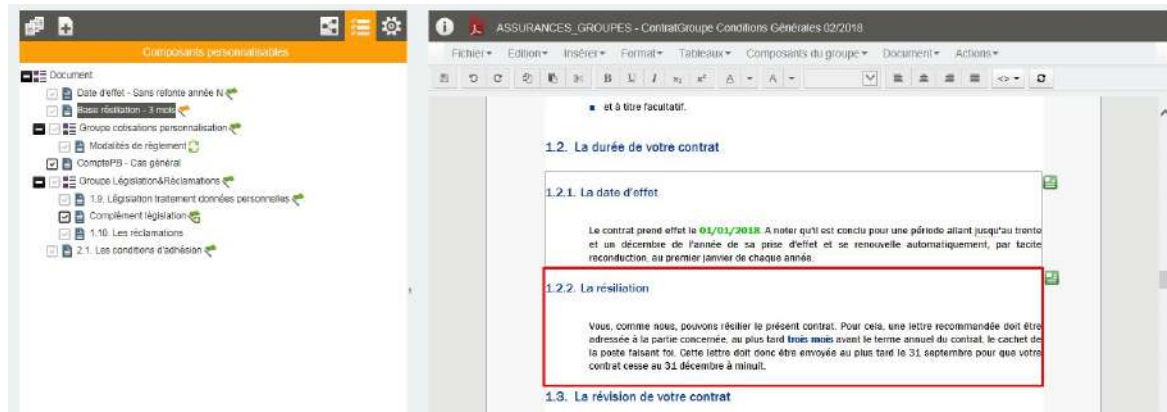 ASSURANCES_GROUPES - ContratGroupe Conditions Générales 02/2018
Composants personnalisables
Fichier Edition Insérer Format Tableaux Composants du groupe Document Actions
Document
Date d'effet - Sans refonte année N
Base résiliation - 3 mois
Groupe cotisations personnalisation
Modalités de règlement
ComptePB - Cas général
Groupe Législation&Réclamations
1.9. Législation traitement données personnelles
Complément législation
1.10. Les réclamations
2.1. Les conditions d'adhésion
B U I x₂ x² A A
et à titre facultatif.
1.2. La durée de votre contrat
1.2.1. La date d'effet
Le contrat prend effet le 01/01/2018. A noter qu'il est conclu pour une période allant jusqu'au trente
et un décembre de l'année de sa prise d'effet et se renouvelle automatiquement, par tacite
reconduction, au premier janvier de chaque année.
1.2.2. La résiliation
Vous, comme nous, pouvons résilier le présent contrat. Pour cela, une lettre recommandée doit être
adressée à la partie concernée, au plus tard trois mois avant le terme annuel du contrat, le cachet de
la poste faisant foi. Cette lettre doit donc être envoyée au plus tard le 31 septembre pour que votre
contrat cesse au 31 décembre à minuit.
1.3. La révision de votre contrat